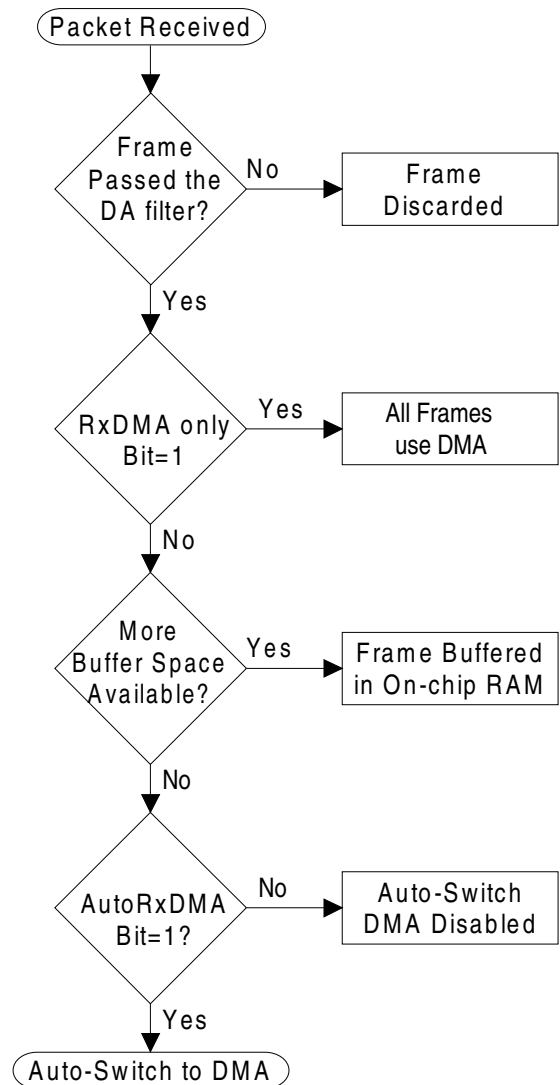 Packet Received
Frame
Passed the
DA filter?
No
Frame
Discarded
Yes
RxDMA only
Bit=1
Yes
All Frames
use DMA
No
More
Buffer Space
Available?
Yes
Frame Buffered
in On-chip RAM
No
AutoRxDMA
Bit=1?
No
Auto-Switch
DMA Disabled
Yes
Auto-Switch to DMA